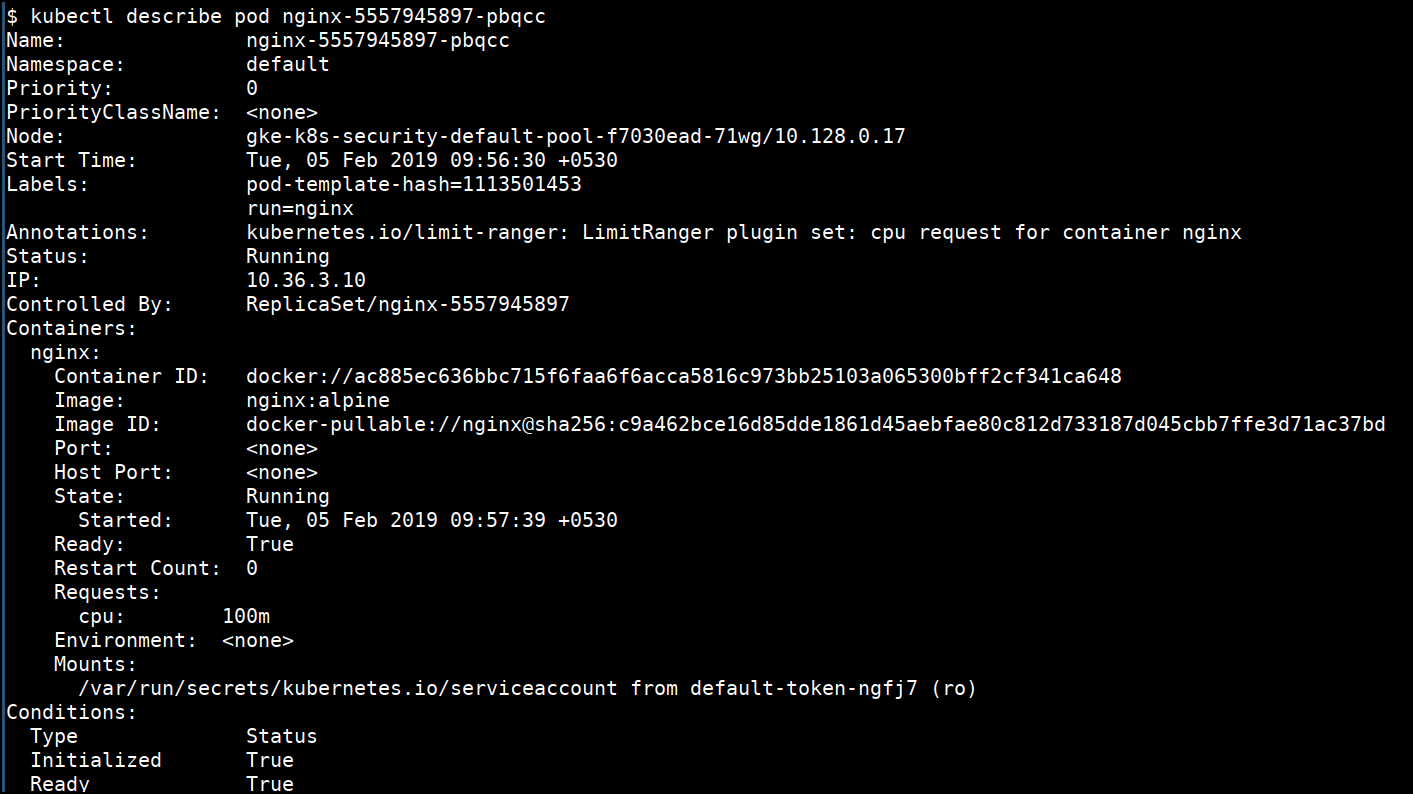 $ kubectl describe pod nginx-5557945897-pbqcc
Name:               nginx-5557945897-pbqcc
Namespace:          default
Priority:           0
PriorityClassName:  <none>
Node:               gke-k8s-security-default-pool-f7030ead-71wg/10.128.0.17
Start Time:         Tue, 05 Feb 2019 09:56:30 +0530
Labels:             pod-template-hash=1113501453
                    run=nginx
Annotations:        kubernetes.io/limit-ranger: LimitRanger plugin set: cpu request for container nginx
Status:             Running
IP:                 10.36.3.10
Controlled By:      ReplicaSet/nginx-5557945897
Containers:
  nginx:
    Container ID:   docker://ac885ec636bbc715f6faa6f6acca5816c973bb25103a065300bff2cf341ca648
    Image:          nginx:alpine
    Image ID:       docker-pullable://nginx@sha256:c9a462bce16d85dde1861d45aebfae80c812d733187d045cbb7ffe3d71ac37bd
    Port:           <none>
    Host Port:      <none>
    State:          Running
      Started:      Tue, 05 Feb 2019 09:57:39 +0530
    Ready:          True
    Restart Count:  0
    Requests:
      cpu:        100m
    Environment:  <none>
    Mounts:
      /var/run/secrets/kubernetes.io/serviceaccount from default-token-ngfj7 (ro)
Conditions:
  Type              Status
  Initialized       True
  Ready             True